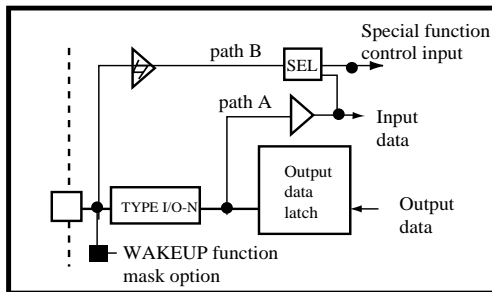 Special function
control input
path B
SEL
path A
Input
data
TYPE I/O-N
Output
data
latch
Output
data
WAKEUP function
mask option